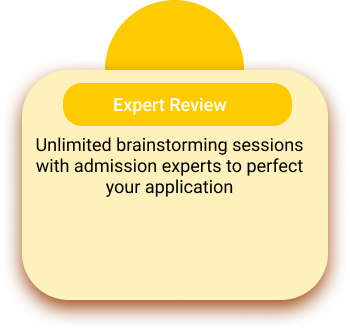 Expert Review
Unlimited brainstorming sessions
with admission experts to perfect
your application